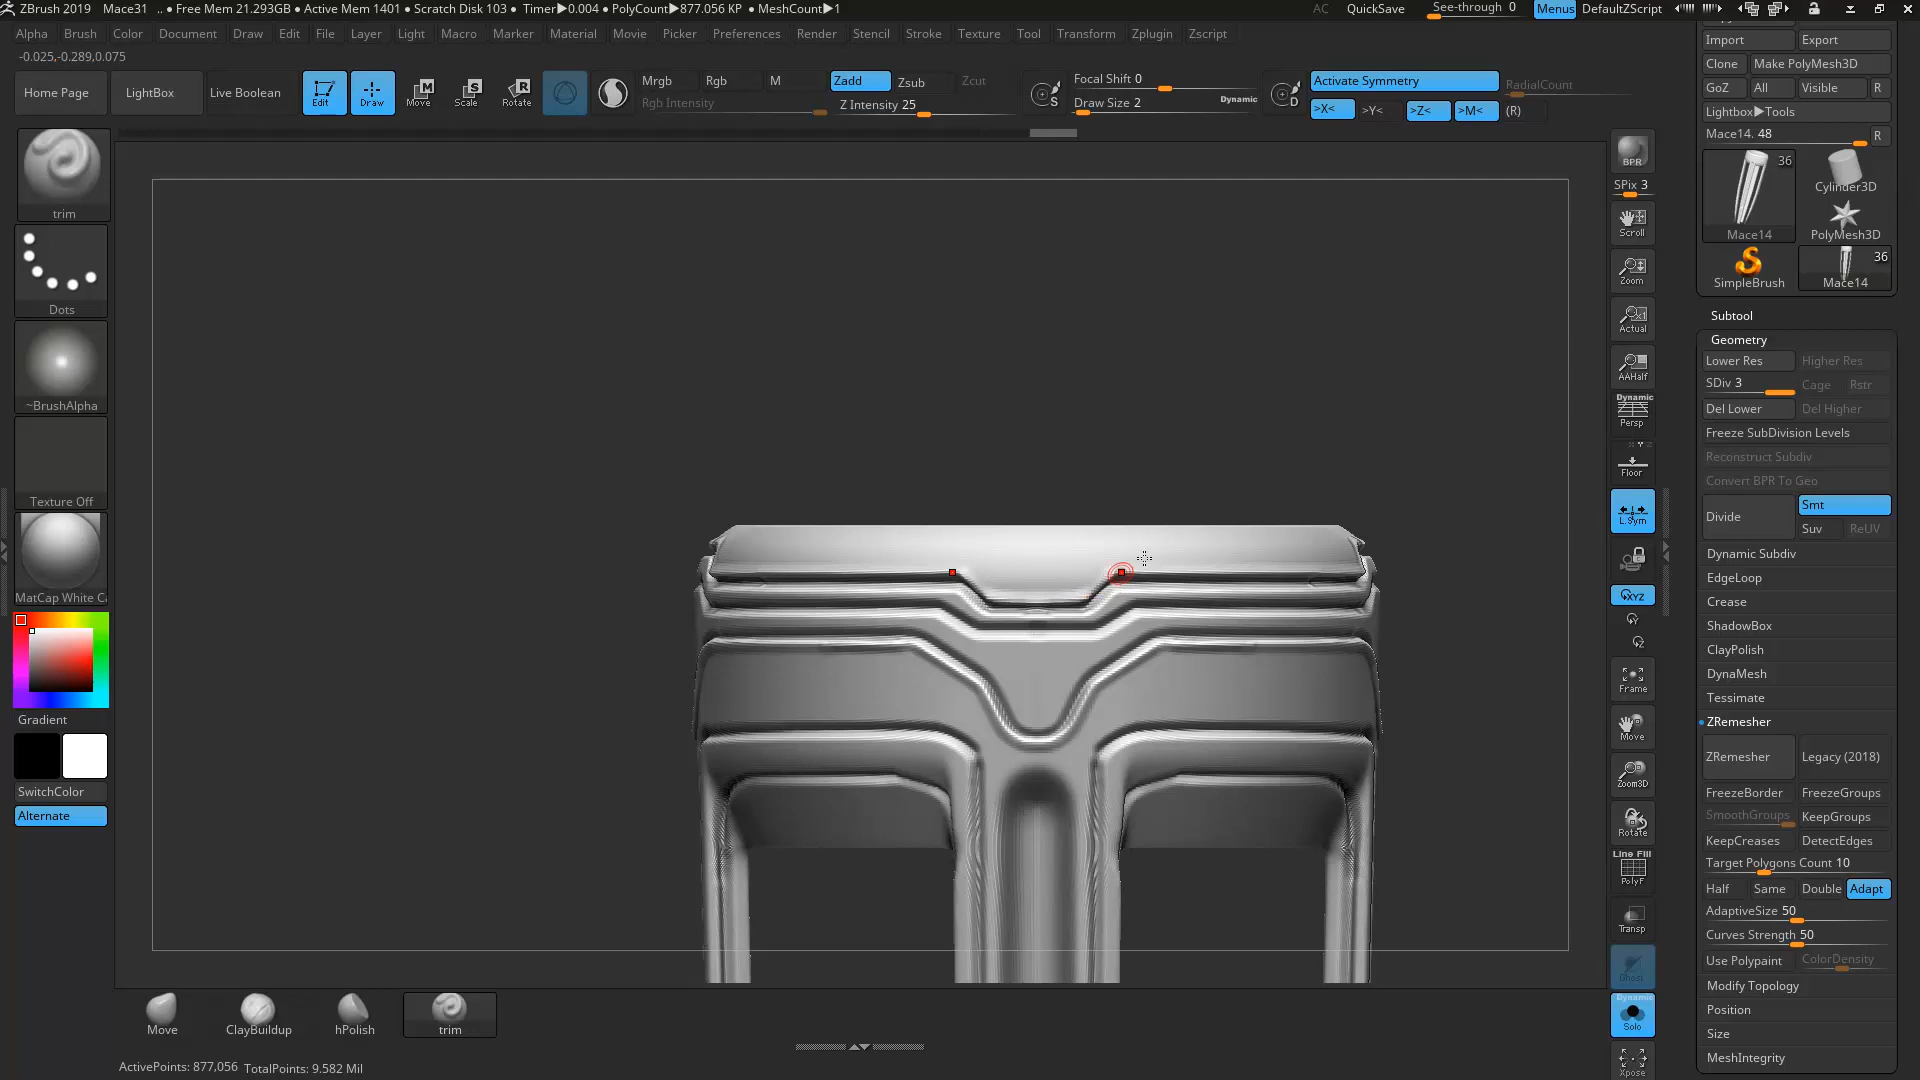 ZBrush 2019 Mace31 .. • Free Mem 21.293GB • Active Mem 1401 • Scratch Disk 103 • Timer▶0.004 • PolyCount▶877.056 KP • MeshCount▶1 AC QuickSave See-through 0 Menus DefaultZScript
Alpha Brush Color Document Draw Edit File Layer Light Macro Marker Material Movie Picker Preferences Render Stencil Stroke Texture Tool Transform Zplugin Zscript
-0.025,-0.289,0.075
Home Page LightBox Live Boolean Edit Draw Move Scale Rotate
Mrgb Rgb M Zadd Zsub Zcut
Rgb Intensity Z Intensity 25
S Focal Shift 0
Draw Size 2 Dynamic
D Activate Symmetry RadialCount
>X< >Y< >Z< >M< (R)
trim
Dots
~BrushAlpha
Texture Off
MatCap White Ca
Gradient
SwitchColor
Alternate
BPR
SPix 3
Scroll
Zoom
Actual
AAHalf
Dynamic
Persp
Floor
L.Sym
XYZ
Frame
Move
Zoom3D
Rotate
Line Fill
PolyF
Transp
Ghost
Dynamic
Solo
Xpose
Import Export
Clone Make PolyMesh3D
GoZ All Visible R
Lightbox▶Tools
Mace14. 48 R
36
Mace14
Cylinder3D
PolyMesh3D
SimpleBrush
36
Mace14
Subtool
Geometry
Lower Res Higher Res
SDiv 3 Cage Rstr
Del Lower Del Higher
Freeze SubDivision Levels
Reconstruct Subdiv
Convert BPR To Geo
Divide Smt
Suv ReUV
Dynamic Subdiv
EdgeLoop
Crease
ShadowBox
ClayPolish
DynaMesh
Tessimate
ZRemesher
ZRemesher Legacy (2018)
FreezeBorder FreezeGroups
SmoothGroups KeepGroups
KeepCreases DetectEdges
Target Polygons Count 10
Half Same Double Adapt
AdaptiveSize 50
Curves Strength 50
Use Polypaint ColorDensity
Modify Topology
Position
Size
MeshIntegrity
Move ClayBuildup hPolish trim
ActivePoints: 877,056 TotalPoints: 9.582 Mil